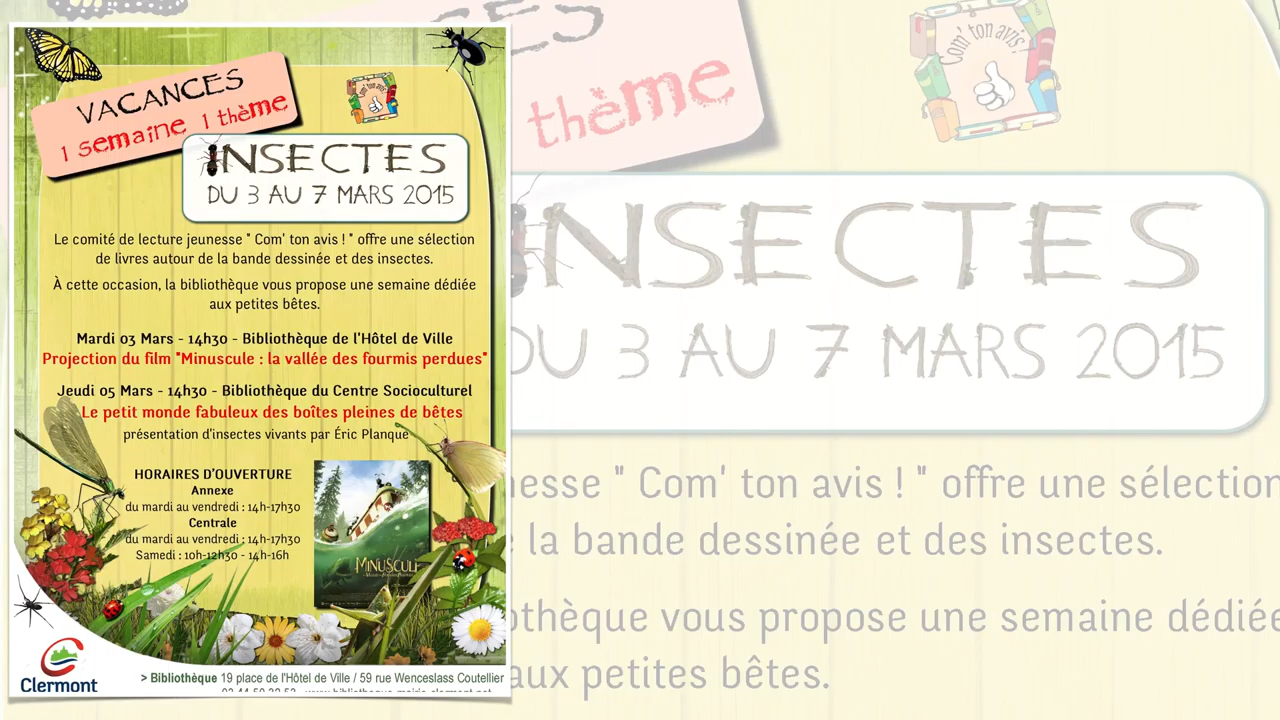 VACANCES
1 semaine 1 thème
Com' ton avis !
INSECTES
DU 3 AU 7 MARS 2015
Le comité de lecture jeunesse " Com' ton avis ! " offre une sélection
de livres autour de la bande dessinée et des insectes.
À cette occasion, la bibliothèque vous propose une semaine dédiée
aux petites bêtes.
Mardi 03 Mars - 14h30 - Bibliothèque de l'Hôtel de Ville
Projection du film "Minuscule : la vallée des fourmis perdues"
Jeudi 05 Mars - 14h30 - Bibliothèque du Centre Socioculturel
Le petit monde fabuleux des boîtes pleines de bêtes
présentation d'insectes vivants par Éric Planque
HORAIRES D'OUVERTURE
Annexe
du mardi au vendredi : 14h-17h30
Centrale
du mardi au vendredi : 14h-17h30
Samedi : 10h-12h30 - 14h-16h
MINUSCULE
Clermont
> Bibliothèque 19 place de l'Hôtel de Ville / 59 rue Wenceslass Coutellier
CES
thème
Com' ton avis !
INSECTES
DU 3 AU 7 MARS 2015
nesse " Com' ton avis ! " offre une sélection
la bande dessinée et des insectes.
othèque vous propose une semaine dédiée
aux petites bêtes.